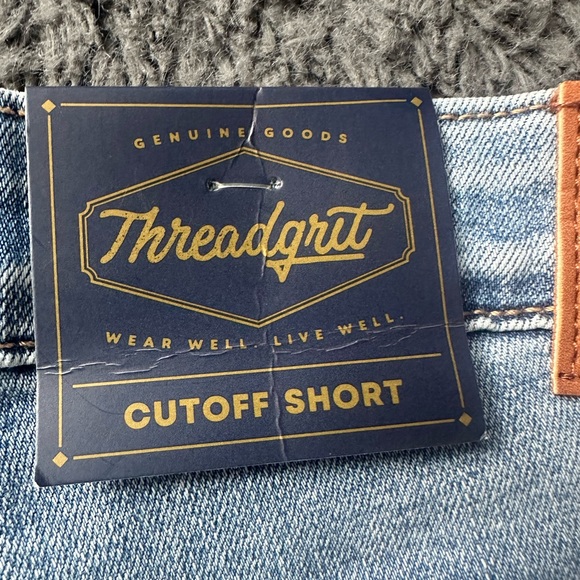 GENUINE GOODS
Threadgrit
WEAR WELL. LIVE WELL.
CUTOFF SHORT